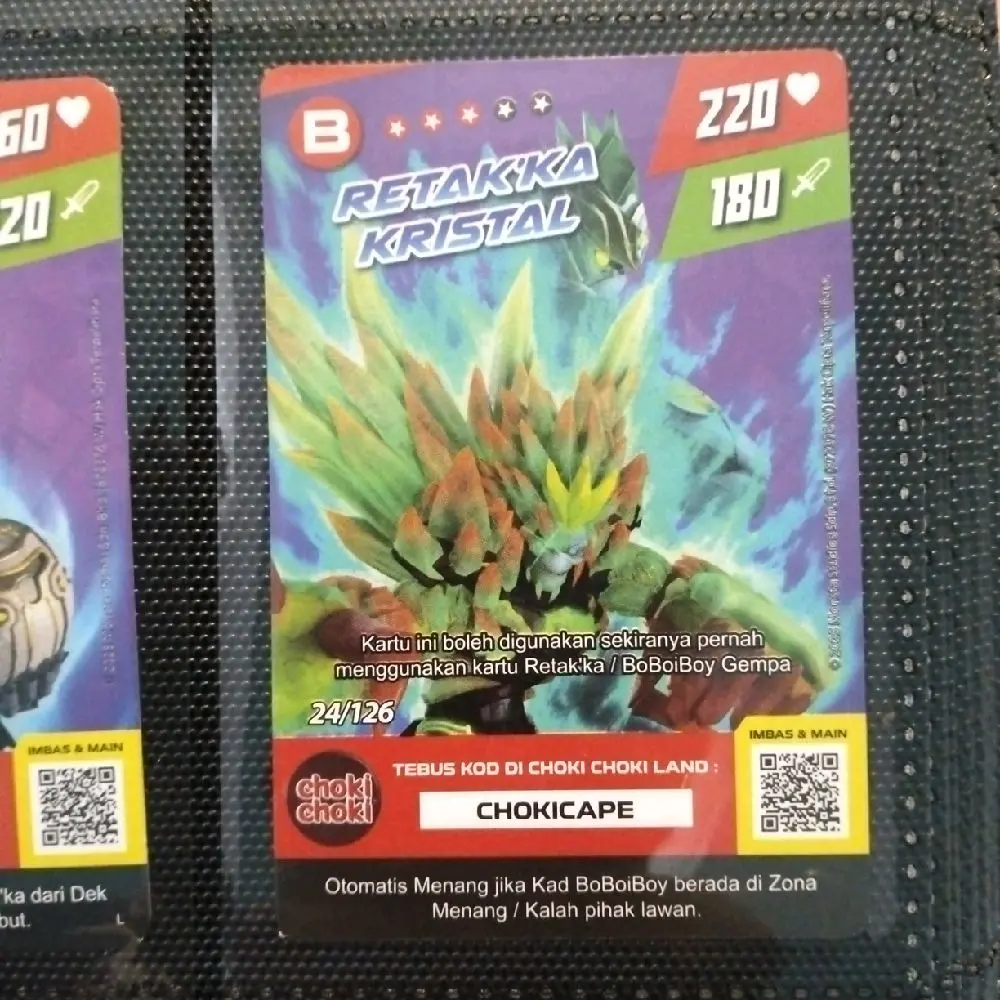 60
20
IMBAS & MAIN
'ka dari Dek
but.
L
B
220
180
RETAK'KA
KRISTAL
Kartu ini boleh digunakan sekiranya pernah
menggunakan kartu Retak'ka / BoBoiBoy Gempa
24/126
IMBAS & MAIN
choki
choki
TEBUS KOD DI CHOKI CHOKI LAND :
CHOKICAPE
Otomatis Menang jika Kad BoBoiBoy berada di Zona
Menang / Kalah pihak lawan.